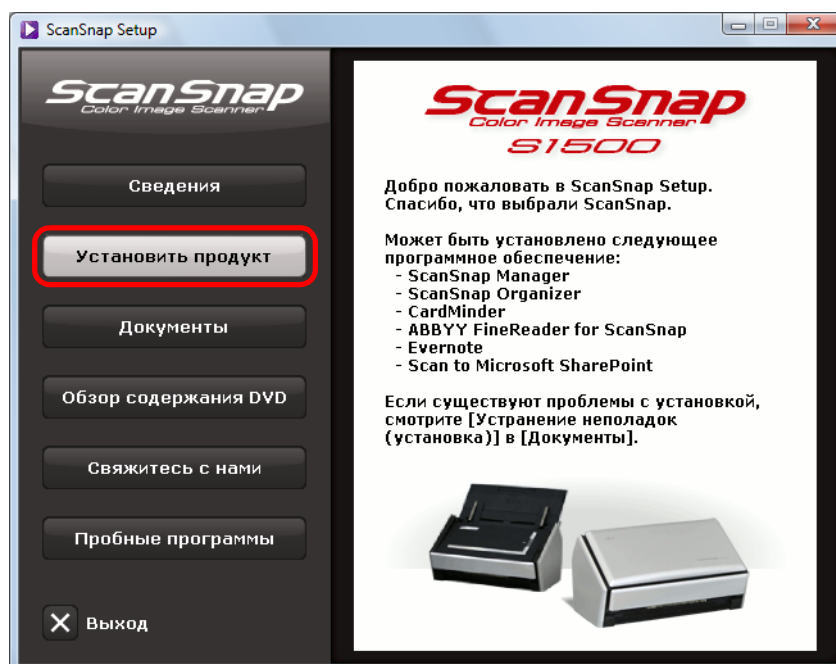 ScanSnap Setup
ScanSnap
Color Image Scanner
Сведения
Установить продукт
Документы
Обзор содержания DVD
Свяжитесь с нами
Пробные программы
Выход
ScanSnap
Color Image Scanner
S1500
Добро пожаловать в ScanSnap Setup.
Спасибо, что выбрали ScanSnap.
Может быть установлено следующее
программное обеспечение:
- ScanSnap Manager
- ScanSnap Organizer
- CardMinder
- ABBYY FineReader for ScanSnap
- Evernote
- Scan to Microsoft SharePoint
Если существуют проблемы с установкой,
смотрите [Устранение неполадок
(установка)] в [Документы].